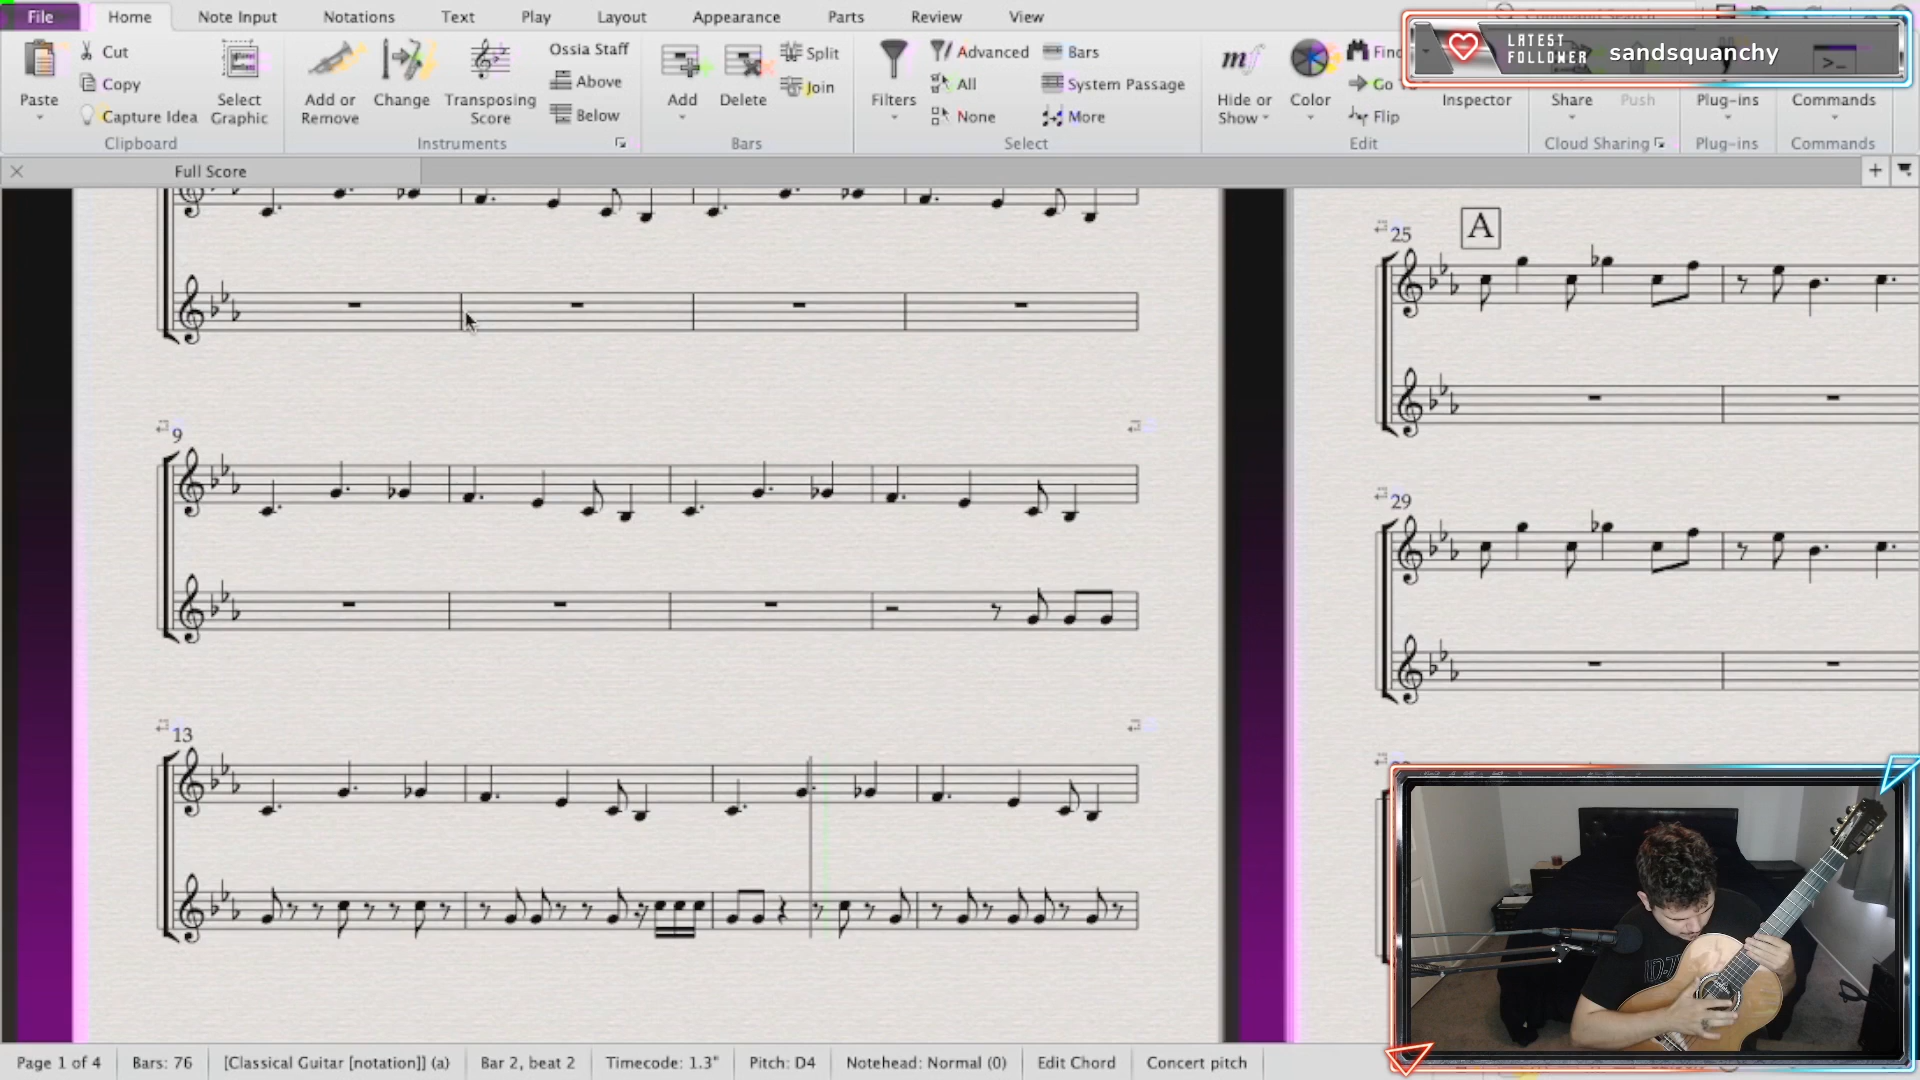 File
Home
Note Input
Notations
Text
Play
Layout
Appearance
Parts
Review
View
Paste
Cut
Copy
Capture Idea
Select Graphic
Clipboard
Add or Remove
Change
Transposing Score
Ossia Staff
Above
Below
Instruments
Add
Delete
Split
Join
Bars
Filters
Advanced
All
None
Bars
System Passage
More
Select
Hide or Show
Color
Find
Go
Flip
Edit
Inspector
Share
Push
Cloud Sharing
Plug-ins
Plug-ins
Commands
Commands
LATEST FOLLOWER
sandsquanchy
Full Score
25
A
9
29
13
Page 1 of 4
Bars: 76
[Classical Guitar [notation]] (a)
Bar 2, beat 2
Timecode: 1.3"
Pitch: D4
Notehead: Normal (0)
Edit Chord
Concert pitch